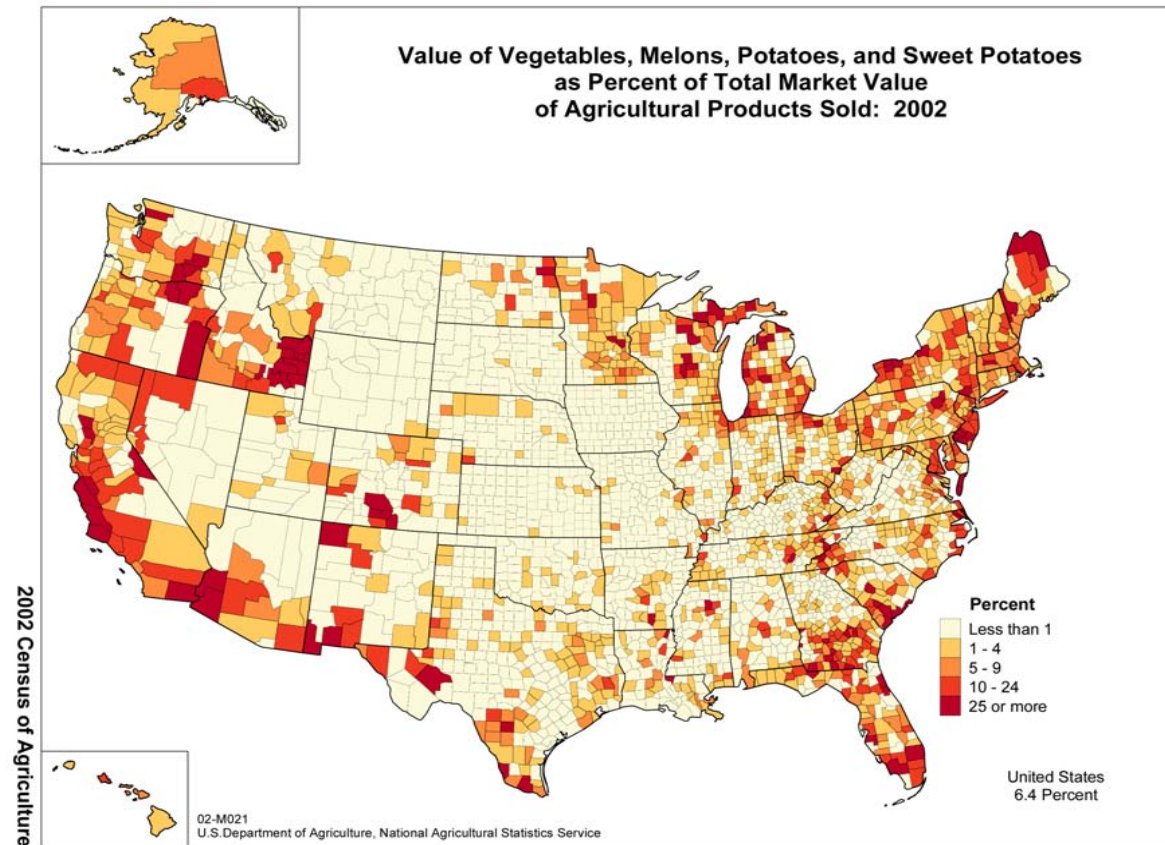 Value of Vegetables, Melons, Potatoes, and Sweet Potatoes
as Percent of Total Market Value
of Agricultural Products Sold:  2002
2002 Census of Agriculture
Percent
Less than 1
1 - 4
5 - 9
10 - 24
25 or more
United States
6.4 Percent
02-M021
U.S.Department of Agriculture, National Agricultural Statistics Service